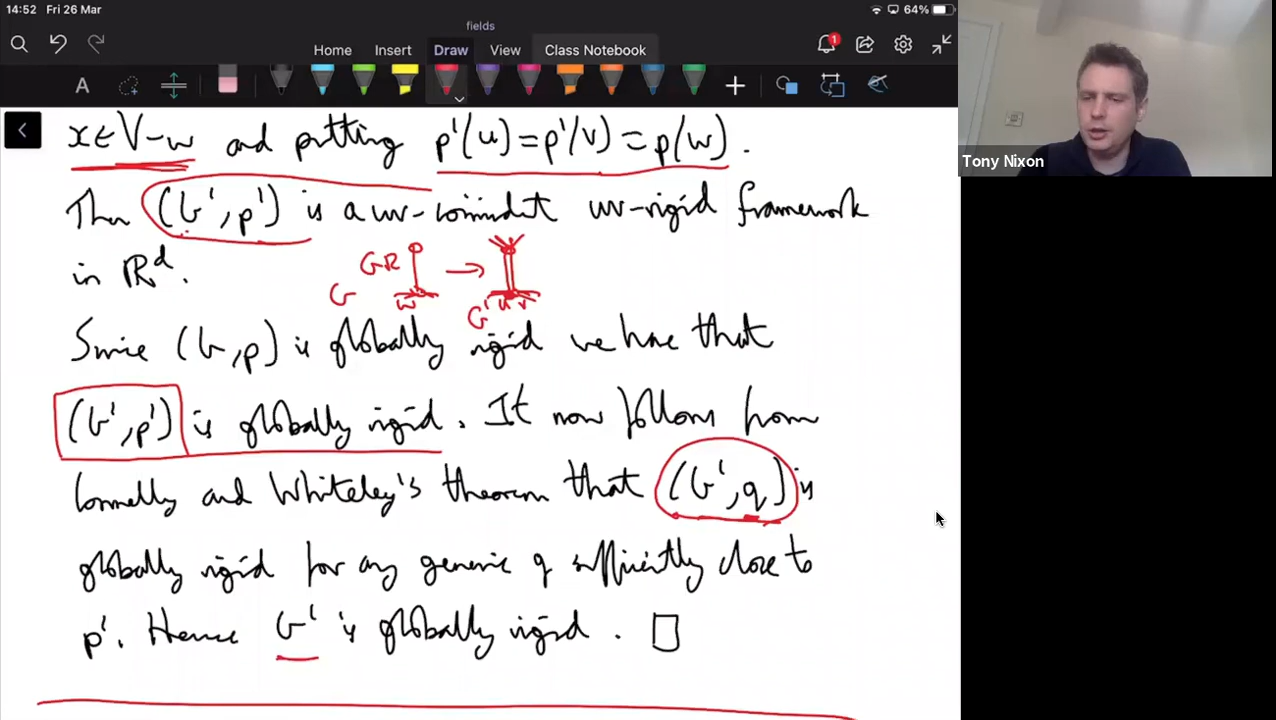 14:52 Fri 26 Mar
64%
fields
Home Insert Draw View Class Notebook
1
A
Tony Nixon
x ∈ V-w and putting p'(u) = p'(v) = p(w).
Then (G', p') is a uv-coincident uv-rigid framework
in ℝᵈ.
GR
G
w
G' u v
Since (G, p) is globally rigid we have that
(G', p') is globally rigid. It now follows from
Connelly and Whiteley's theorem that (G', q) is
globally rigid for any generic q sufficiently close to
p'. Hence G' is globally rigid. □